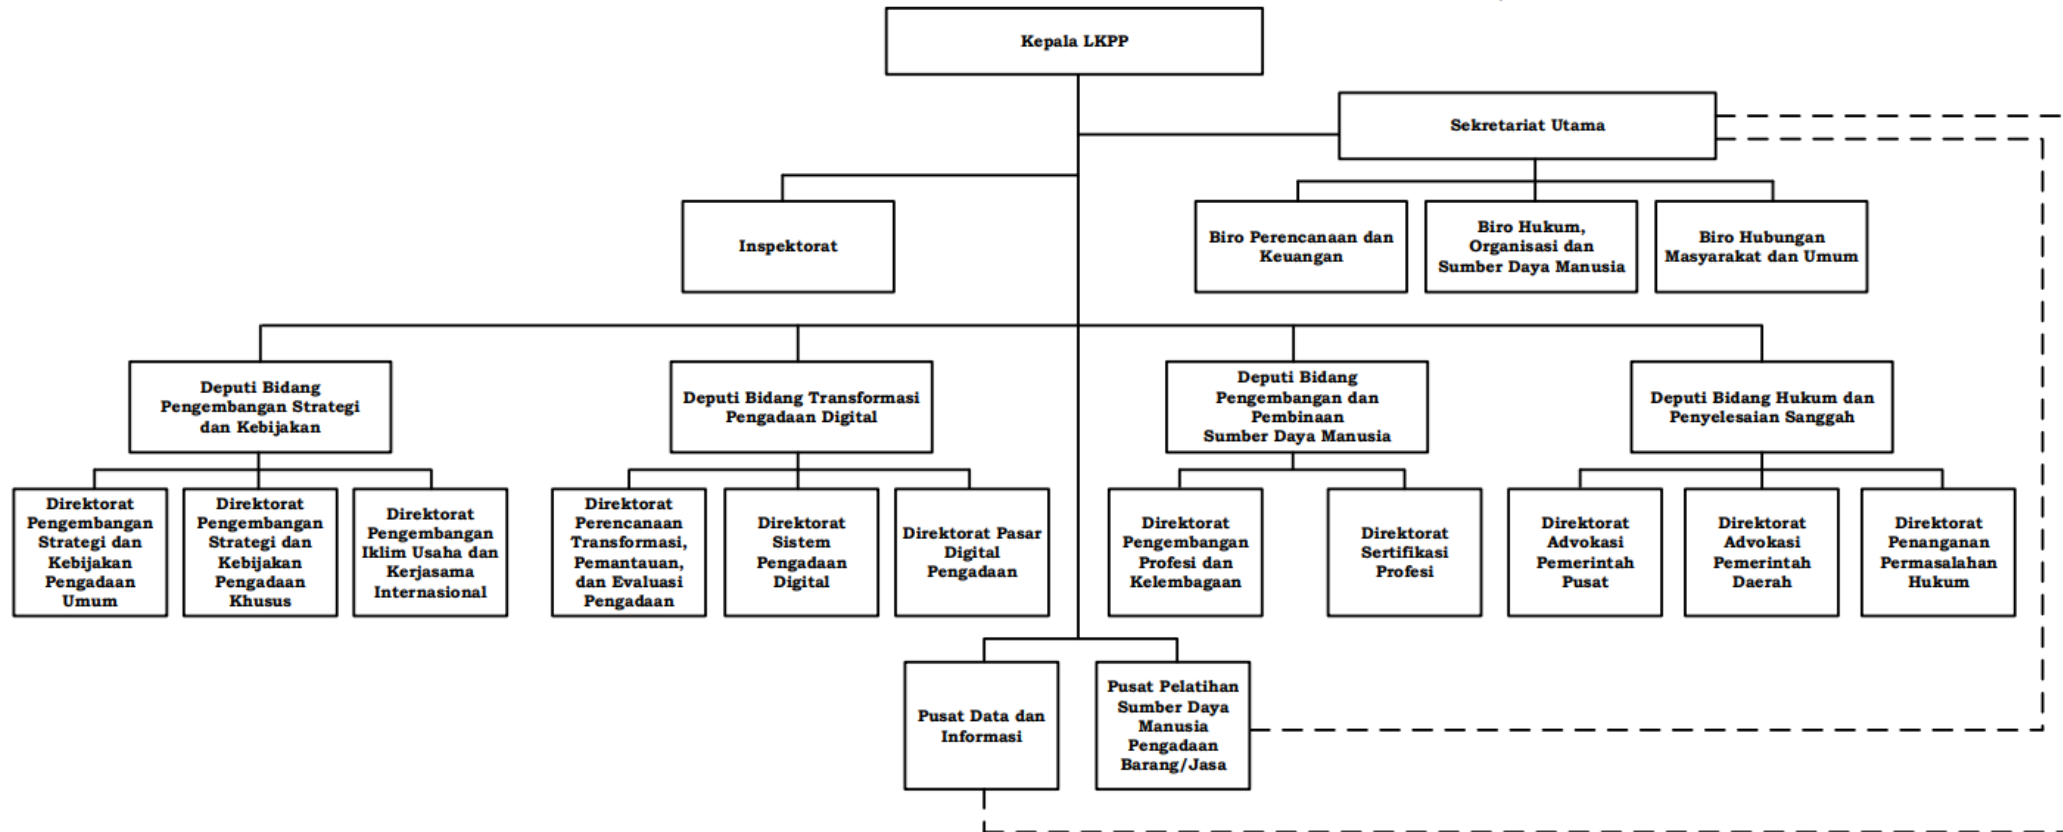 Kepala LKPP
Sekretariat Utama
Inspektorat
Biro Perencanaan dan
Keuangan
Biro Hukum,
Organisasi dan
Sumber Daya Manusia
Biro Hubungan
Masyarakat dan Umum
Deputi Bidang
Pengembangan Strategi
dan Kebijakan
Deputi Bidang Transformasi
Pengadaan Digital
Deputi Bidang
Pengembangan dan
Pembinaan
Sumber Daya Manusia
Deputi Bidang Hukum dan
Penyelesaian Sanggah
Direktorat
Pengembangan
Strategi dan
Kebijakan
Pengadaan
Umum
Direktorat
Pengembangan
Strategi dan
Kebijakan
Pengadaan
Khusus
Direktorat
Pengembangan
Iklim Usaha dan
Kerjasama
Internasional
Direktorat
Perencanaan
Transformasi,
Pemantauan,
dan Evaluasi
Pengadaan
Direktorat
Sistem
Pengadaan
Digital
Direktorat Pasar
Digital
Pengadaan
Direktorat
Pengembangan
Profesi dan
Kelembagaan
Direktorat
Sertifikasi
Profesi
Direktorat
Advokasi
Pemerintah
Pusat
Direktorat
Advokasi
Pemerintah
Daerah
Direktorat
Penanganan
Permasalahan
Hukum
Pusat Data dan
Informasi
Pusat Pelatihan
Sumber Daya
Manusia
Pengadaan
Barang/Jasa